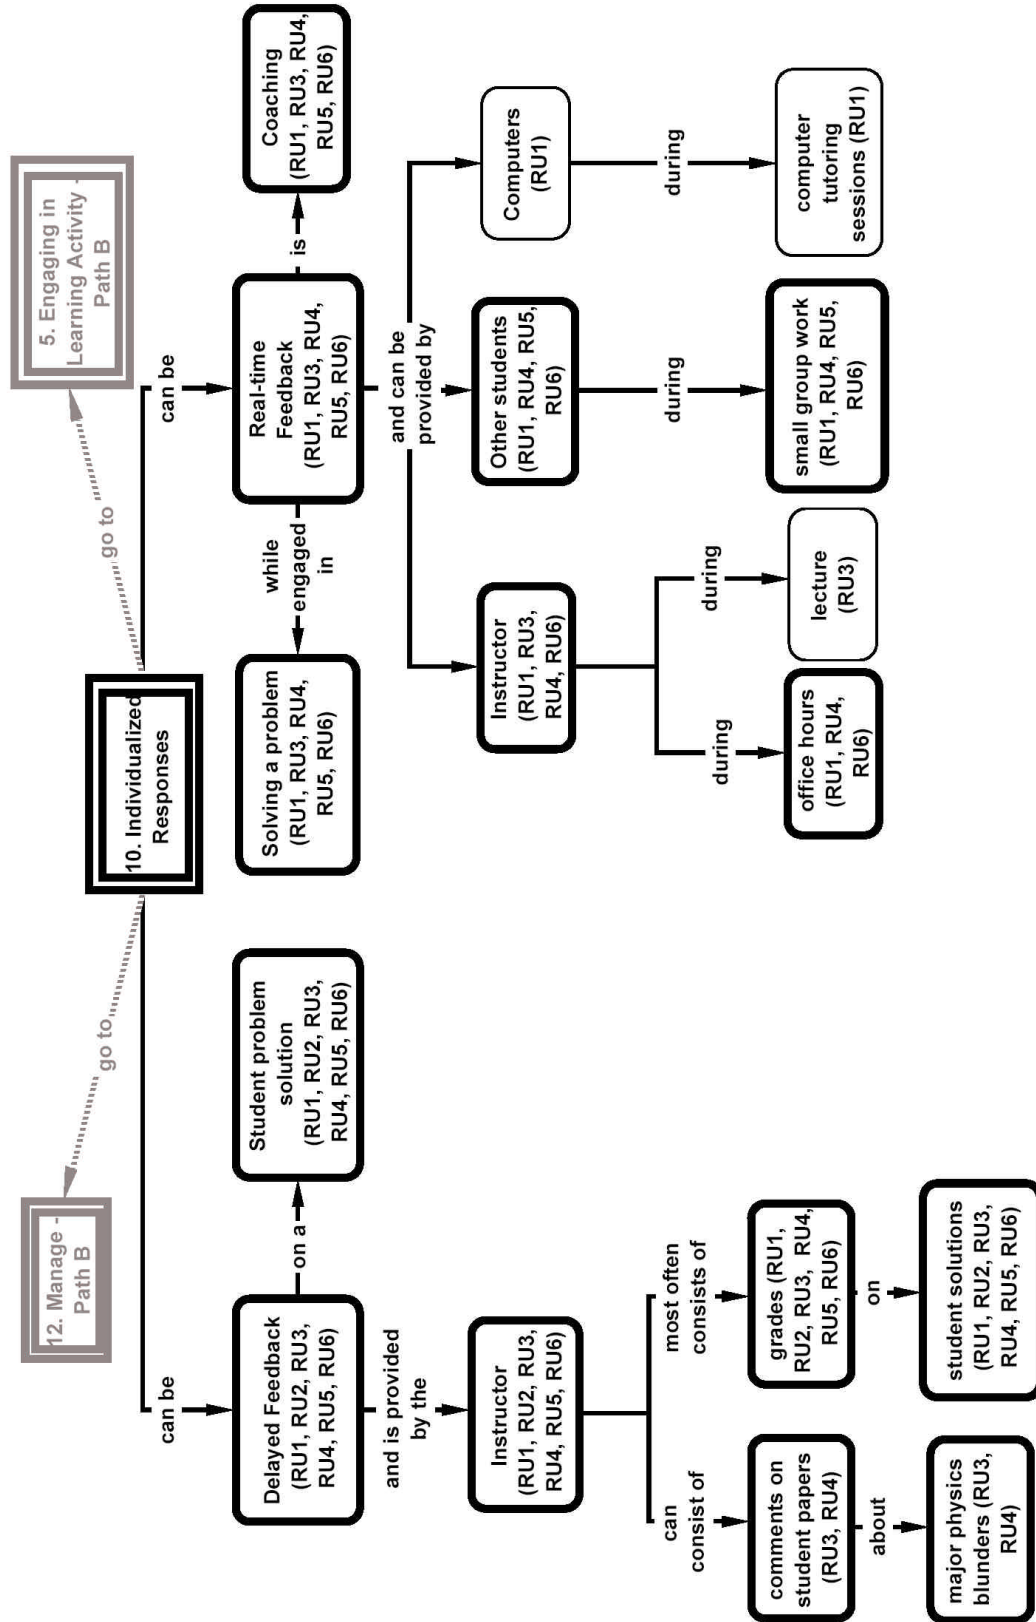 12. Manage -
Path B
go to
10. Individualized
Responses
go to
5. Engaging in
Learning Activity -
Path B
can be
can be
Delayed Feedback
(RU1, RU2, RU3,
RU4, RU5, RU6)
on a
Student problem
solution
(RU1, RU2, RU3,
RU4, RU5, RU6)
and is provided
by the
Instructor
(RU1, RU2, RU3,
RU4, RU5, RU6)
can
consist of
most often
consists of
comments on
student papers
(RU3, RU4)
about
major physics
blunders (RU3,
RU4)
grades (RU1,
RU2, RU3, RU4,
RU5, RU6)
on
student solutions
(RU1, RU2, RU3,
RU4, RU5, RU6)
Solving a problem
(RU1, RU3, RU4,
RU5, RU6)
while
engaged
in
Real-time
Feedback
(RU1, RU3, RU4,
RU5, RU6)
is
Coaching
(RU1, RU3, RU4,
RU5, RU6)
and can be
provided by
Instructor
(RU1, RU3,
RU4, RU6)
Other students
(RU1, RU4, RU5,
RU6)
Computers
(RU1)
during
during
during
during
office hours
(RU1, RU4,
RU6)
lecture
(RU3)
small group work
(RU1, RU4, RU5,
RU6)
computer
tutoring
sessions (RU1)